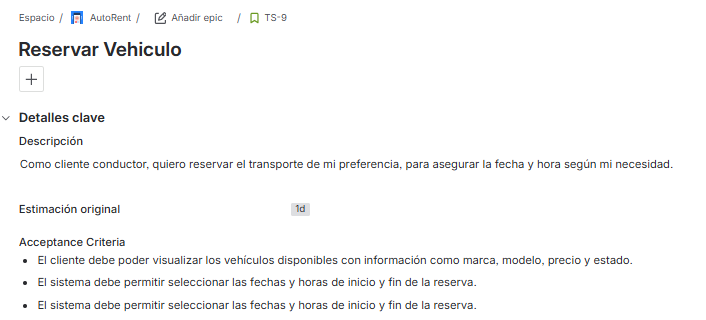 Espacio / AutoRent / Añadir epic / TS-9
Reservar Vehiculo
Detalles clave
Descripción
Como cliente conductor, quiero reservar el transporte de mi preferencia, para asegurar la fecha y hora según mi necesidad.
Estimación original 1d
Acceptance Criteria
• El cliente debe poder visualizar los vehículos disponibles con información como marca, modelo, precio y estado.
• El sistema debe permitir seleccionar las fechas y horas de inicio y fin de la reserva.
• El sistema debe permitir seleccionar las fechas y horas de inicio y fin de la reserva.